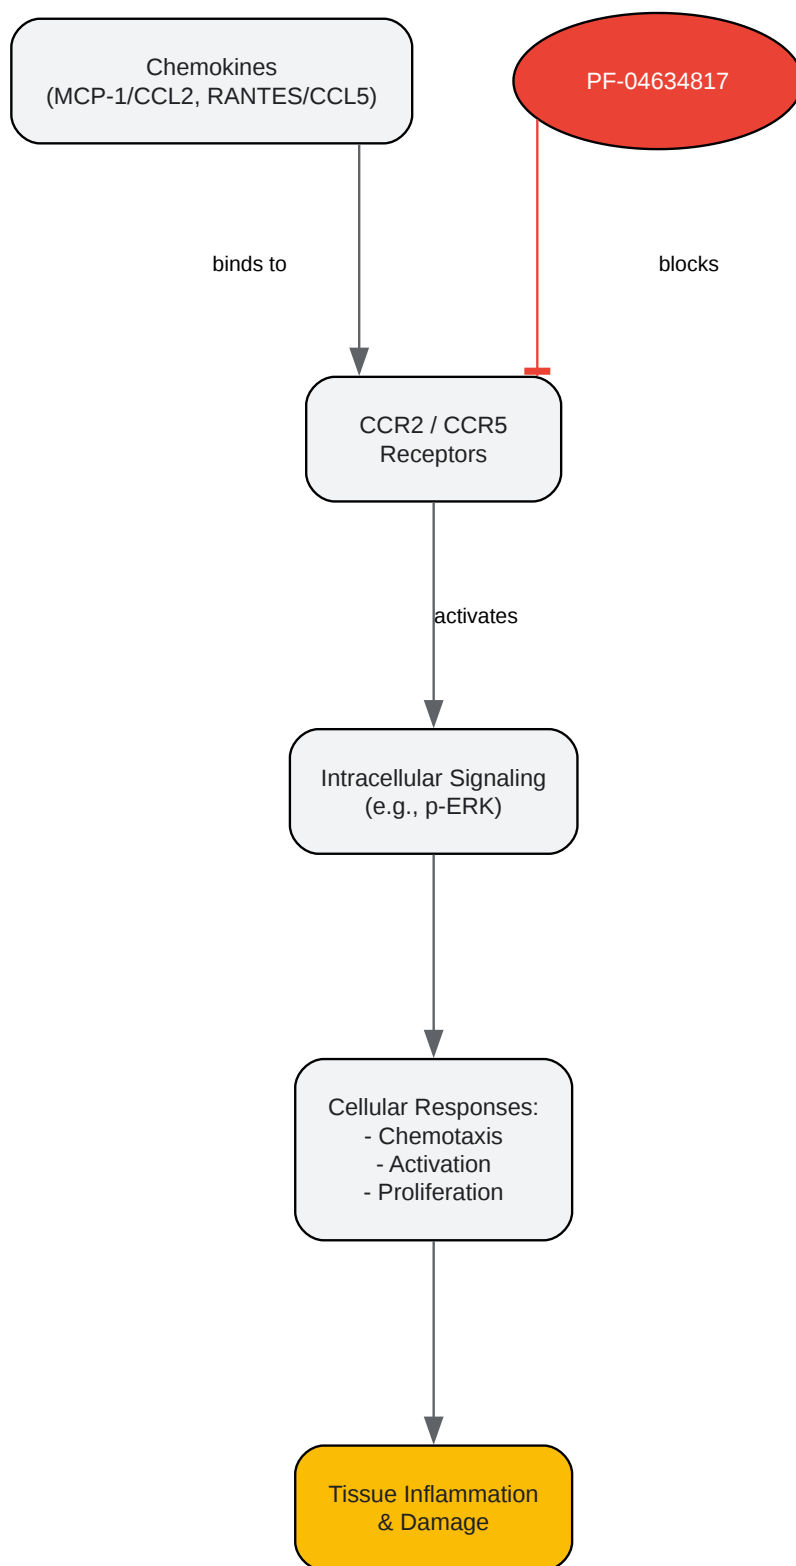 Chemokines
(MCP-1/CCL2, RANTES/CCL5)
PF-04634817
binds to
blocks
CCR2 / CCR5
Receptors
activates
Intracellular Signaling
(e.g., p-ERK)
Cellular Responses:
- Chemotaxis
- Activation
- Proliferation
Tissue Inflammation
& Damage